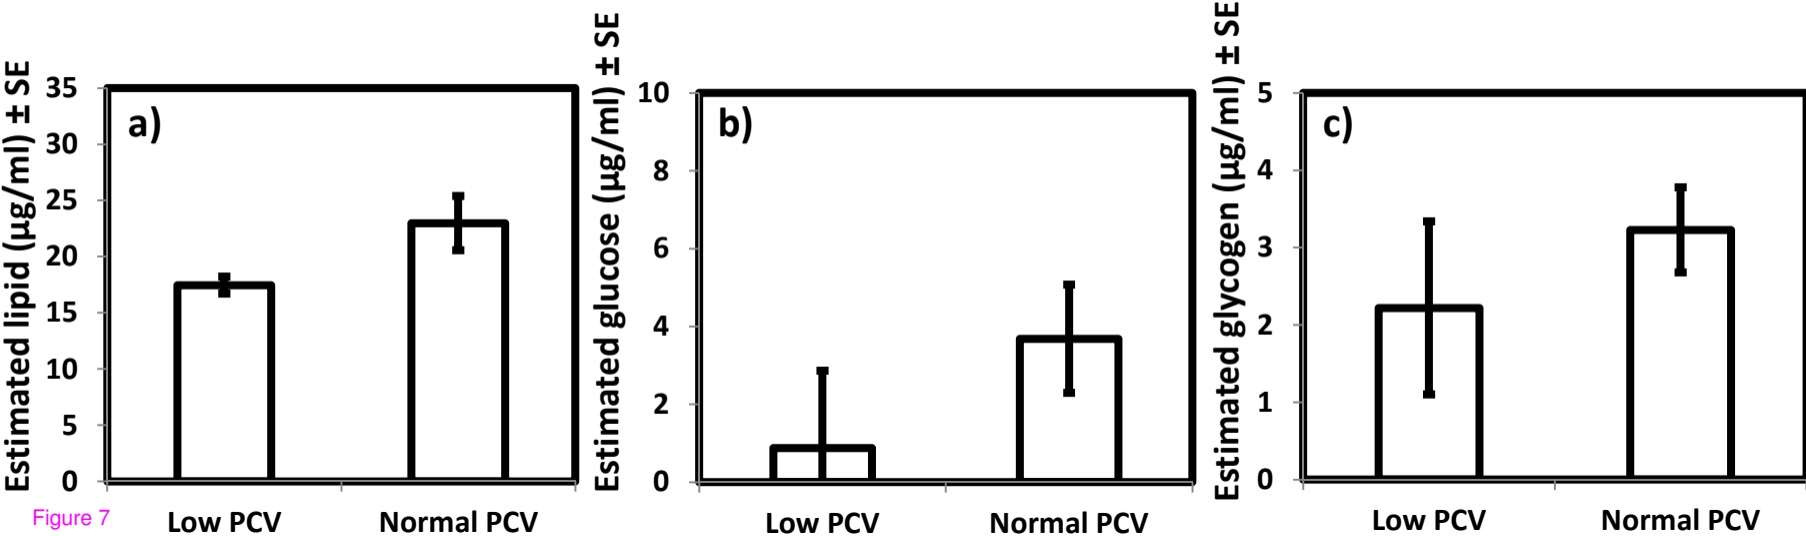 Estimated lipid (µg/ml) ± SE
35
30
25
20
15
10
5
0
a)
Low PCV
Normal PCV
Estimated glucose (µg/ml) ± SE
10
8
6
4
2
0
b)
Low PCV
Normal PCV
Estimated glycogen (µg/ml) ± SE
5
4
3
2
1
0
c)
Low PCV
Normal PCV
Figure 7